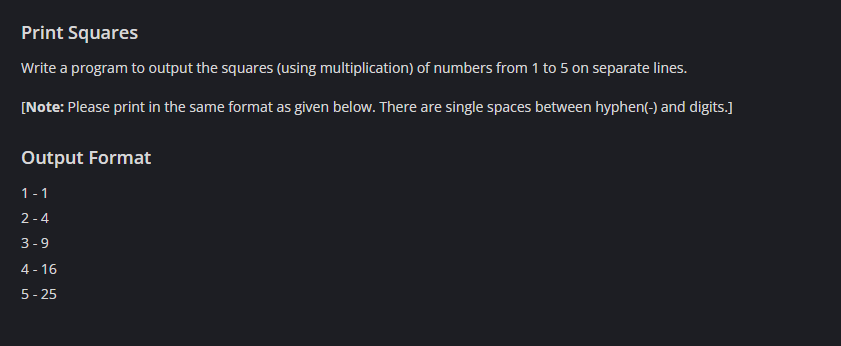 Print Squares
Write a program to output the squares (using multiplication) of numbers from 1 to 5 on separate lines.
[Note: Please print in the same format as given below. There are single spaces between hyphen(-) and digits.]
Output Format
1 - 1
2 - 4
3 - 9
4 - 16
5 - 25